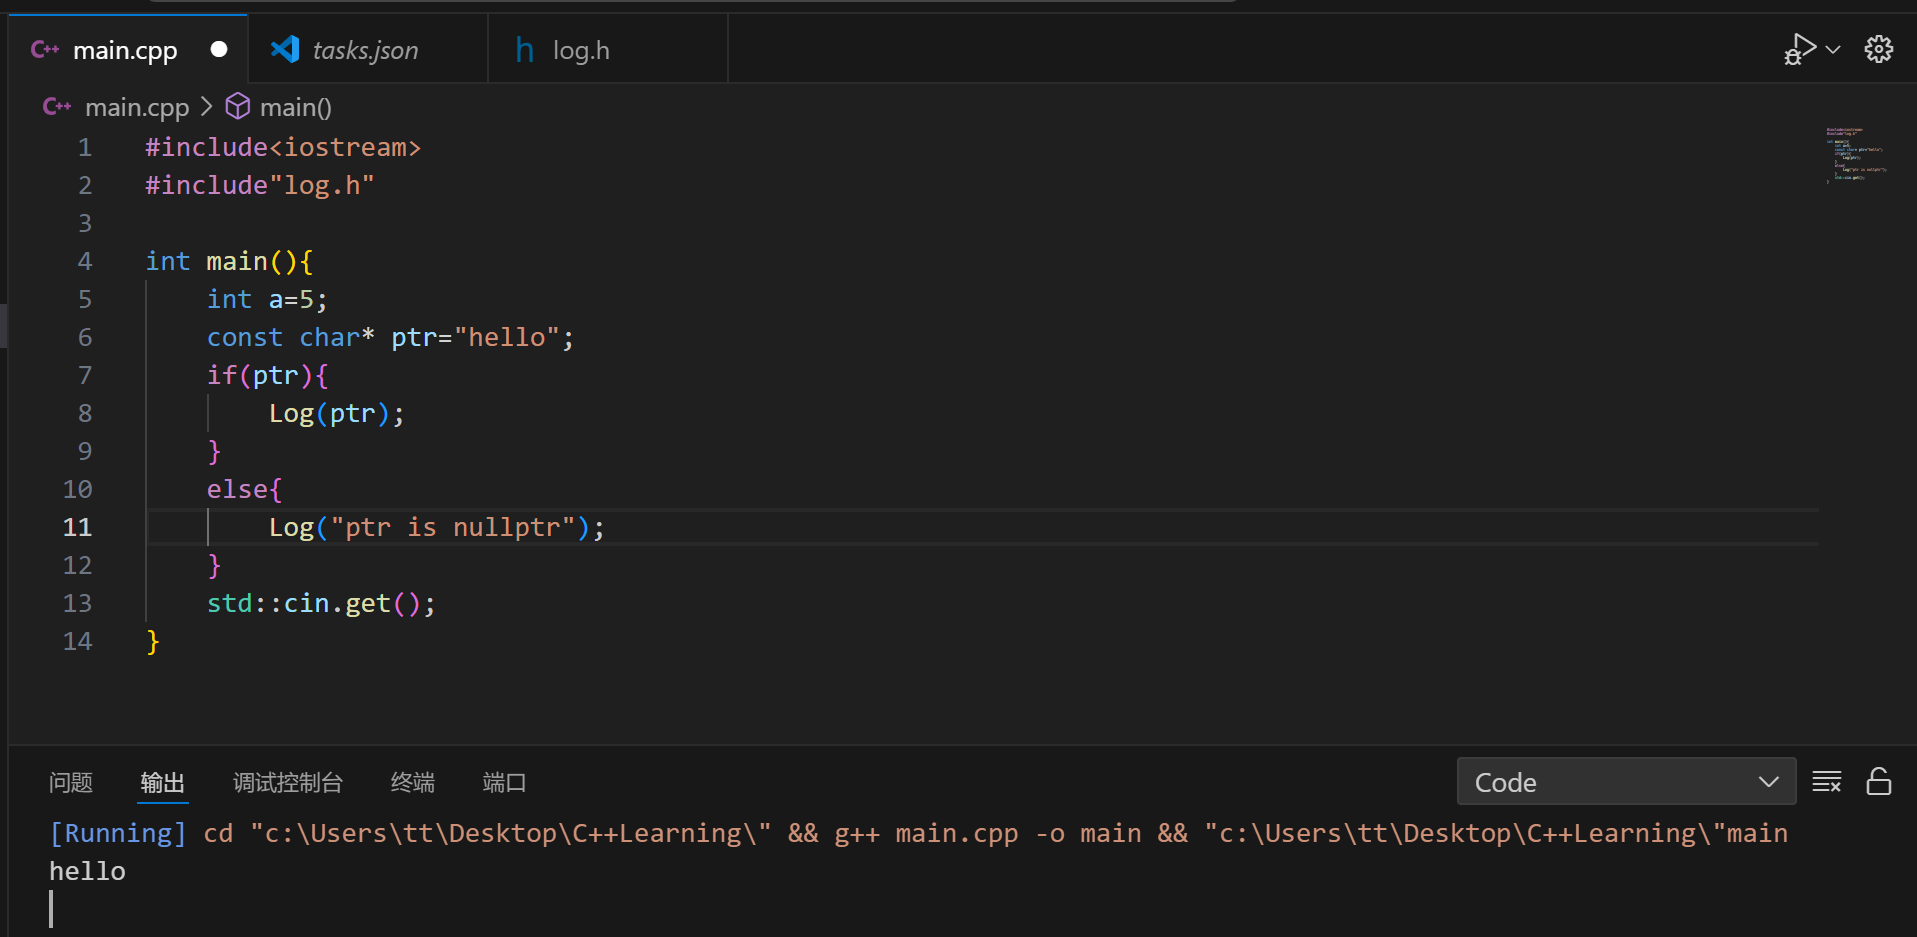 C++ main.cpp tasks.json h log.h
C++ main.cpp > main()
1 #include<iostream>
2 #include"log.h"
3
4 int main(){
5     int a=5;
6     const char* ptr="hello";
7     if(ptr){
8         Log(ptr);
9     }
10     else{
11         Log("ptr is nullptr");
12     }
13     std::cin.get();
14 }
问题 输出 调试控制台 终端 端口 Code
[Running] cd "c:\Users\tt\Desktop\C++Learning\" && g++ main.cpp -o main && "c:\Users\tt\Desktop\C++Learning\"main
hello